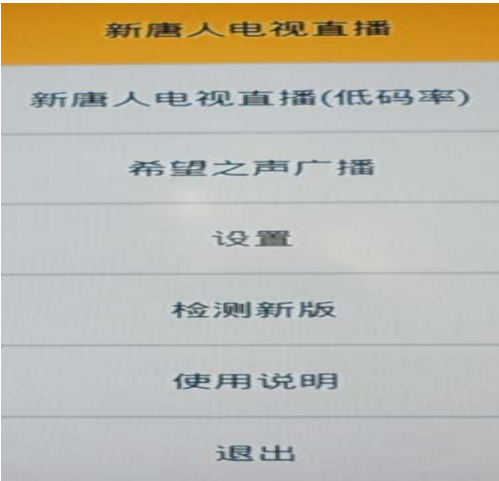 新唐人电视直播
新唐人电视直播(低码率)
希望之声广播
设置
检测新版
使用说明
退出